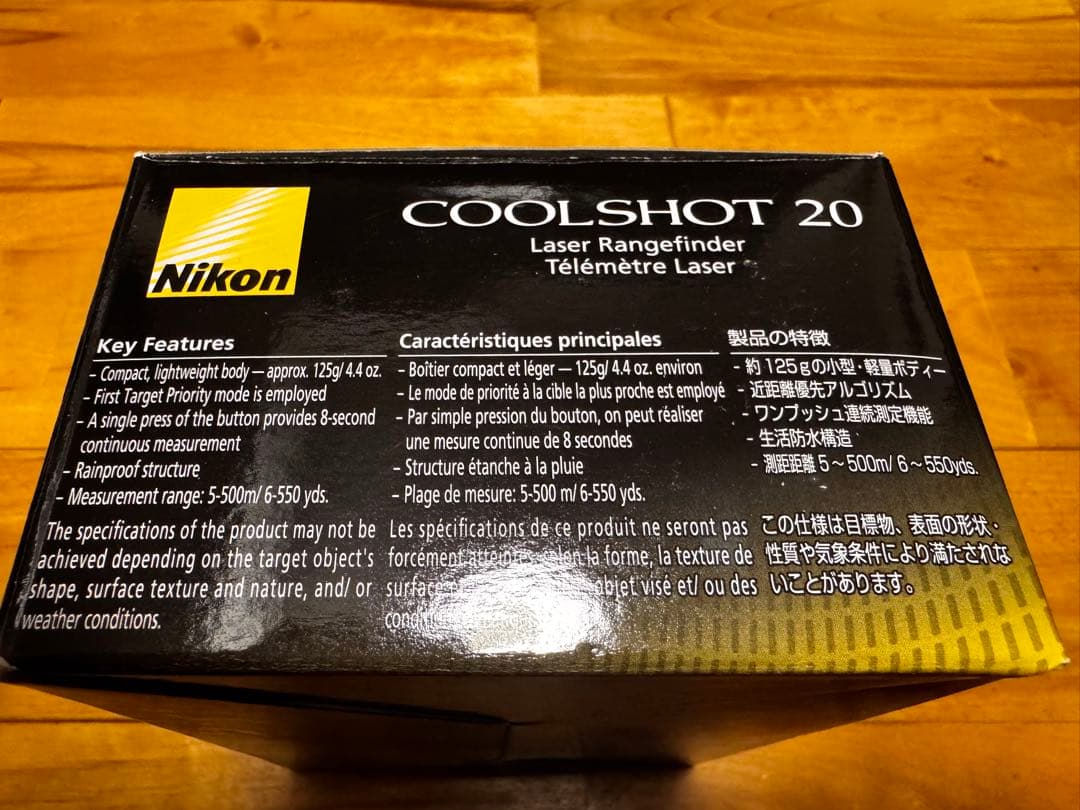 Nikon
COOLSHOT 20
Laser Rangefinder
Télémètre Laser
Key Features
– Compact, lightweight body — approx. 125g/ 4.4 oz.
– First Target Priority mode is employed
– A single press of the button provides 8-second
continuous measurement
– Rainproof structure
– Measurement range: 5-500m/ 6-550 yds.
The specifications of the product may not be
achieved depending on the target object's
shape, surface texture and nature, and/ or
weather conditions.
Caractéristiques principales
– Boîtier compact et léger — 125g/ 4.4 oz. environ
– Le mode de priorité à la cible la plus proche est employé
– Par simple pression du bouton, on peut réaliser
une mesure continue de 8 secondes
– Structure étanche à la pluie
– Plage de mesure: 5-500 m/ 6-550 yds.
Les spécifications de ce produit ne seront pas
forcément atteintes selon la forme, la texture de
surface objet visé et/ ou des
製品の特徴
– 約125gの小型・軽量ボディー
– 近距離優先アルゴリズム
– ワンプッシュ連続測定機能
– 生活防水構造
– 測距距離 5～500m/ 6～550yds.
この仕様は目標物、表面の形状・
性質や気象条件により満たされな
いことがあります。